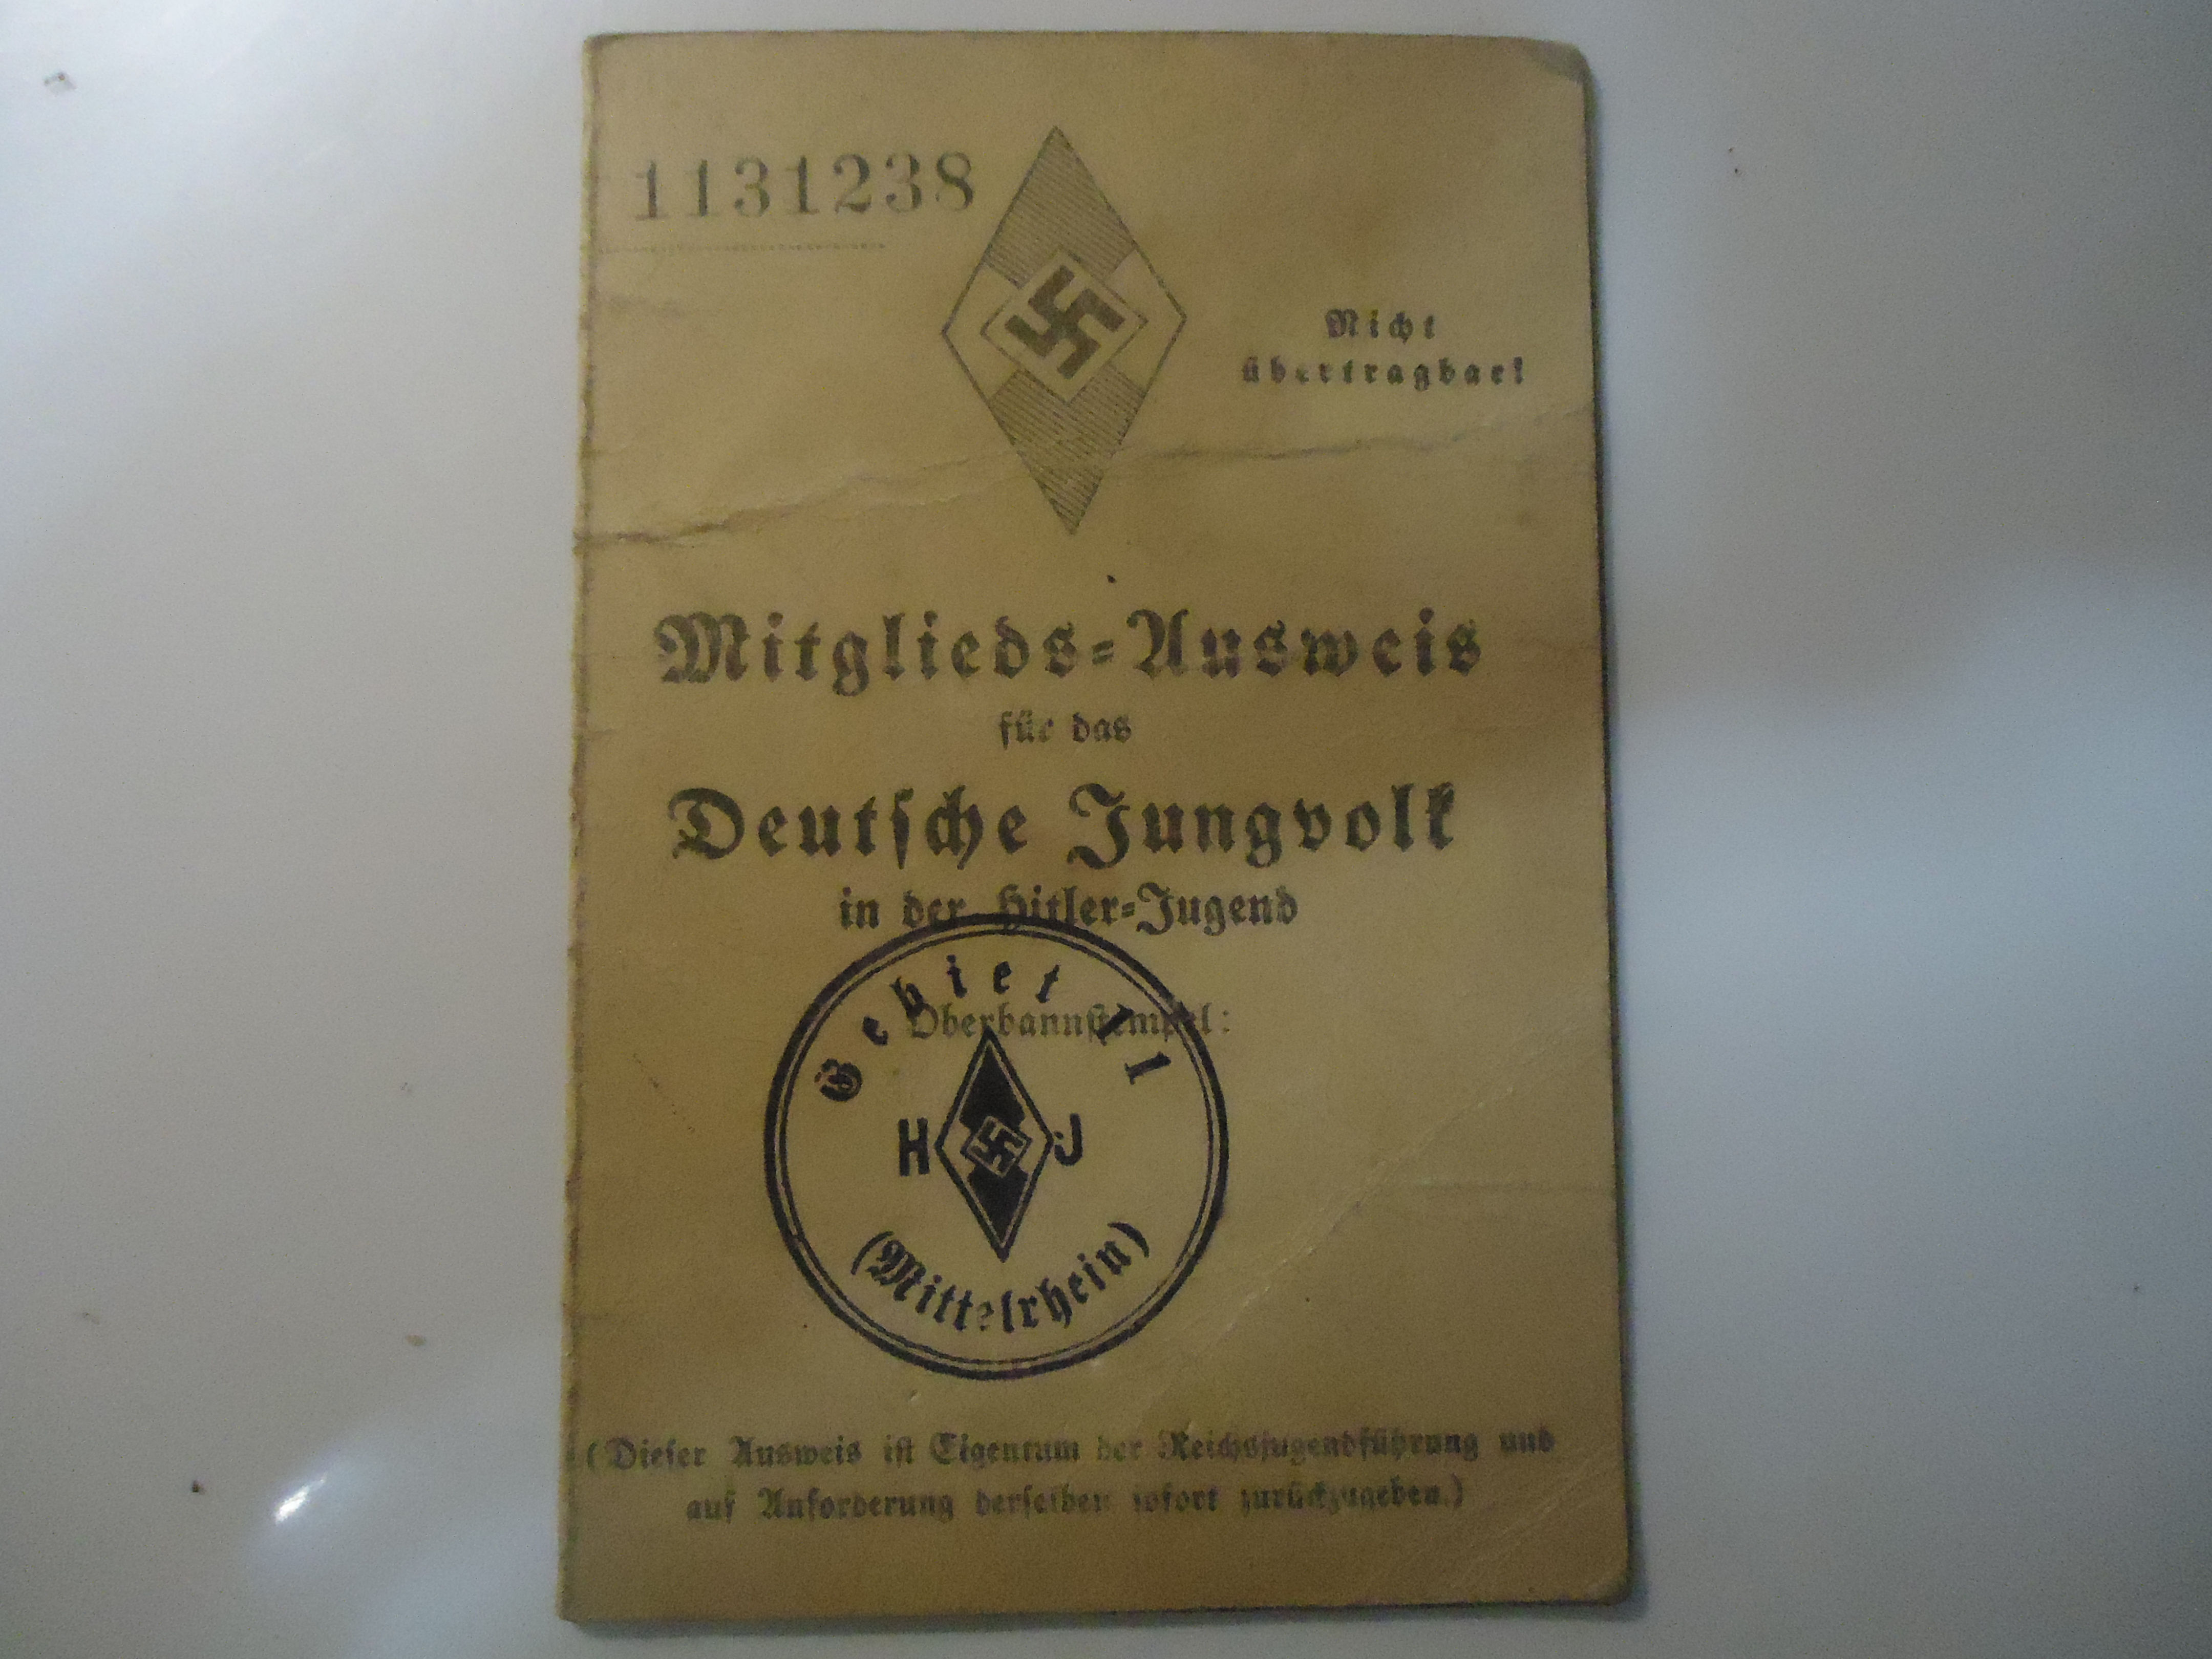 1131238
Nicht
übertragbar!
Mitglieds-Ausweis
für das
Deutsche Jungvolk
in der Hitler-Jugend
Oberbannstempel:
Gebiet 11
H J
(Mittelrhein)
(Dieser Ausweis ist Eigentum der Reichsjugendführung und
auf Anforderung derselben sofort zurückzugeben.)